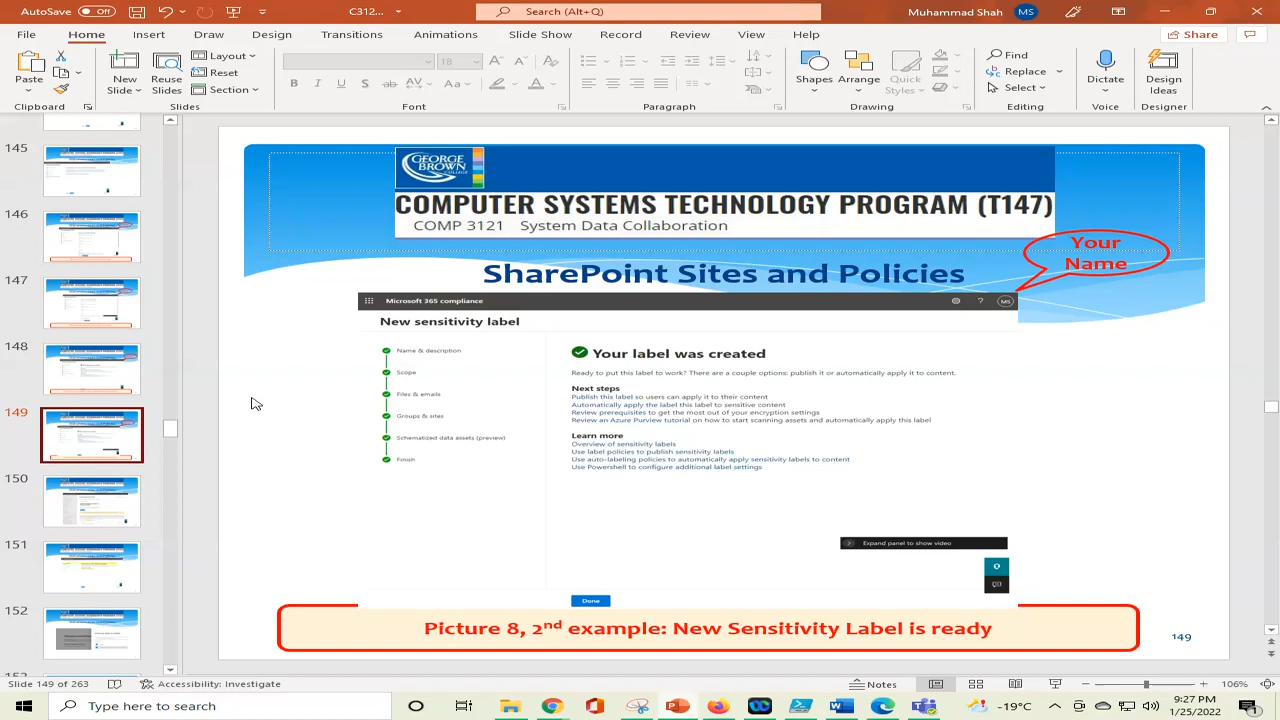 AutoSave Off C312... Search (Alt+Q) Muhammad Shah MS
File Home Insert Draw Design Transitions Animations Slide Show Record Review View Help Share
Paste New Slide Reuse Slides Layout Reset Section 18 Shapes Arrange Quick Styles Find Replace Select Dictate Design Ideas
B I U S ab AV Aa A
Clipboard Slides Font Paragraph Drawing Editing Voice Designer
145
146
147
148
151
152
GEORGE BROWN COLLEGE
COMPUTER SYSTEMS TECHNOLOGY PROGRAM (T147)
COMP 3121 System Data Collaboration
Your Name
SharePoint Sites and Policies
Microsoft 365 compliance ? MS
New sensitivity label
Name & description
Scope
Files & emails
Groups & sites
Schematized data assets (preview)
Finish
Your label was created
Ready to put this label to work? There are a couple options: publish it or automatically apply it to content.
Next steps
Publish this label so users can apply it to their content
Automatically apply the label this label to sensitive content
Review prerequisites to get the most out of your encryption settings
Review an Azure Purview tutorial on how to start scanning assets and automatically apply this label
Learn more
Overview of sensitivity labels
Use label policies to publish sensitivity labels
Use auto-labeling policies to automatically apply sensitivity labels to content
Use Powershell to configure additional label settings
Expand panel to show video
Done
Picture 8, 2nd example: New Sensitivity Label is ready
149
Slide 149 of 263 Accessibility: Investigate Notes 106%
Type here to search -19°C 9:27 PM
1/25/2022